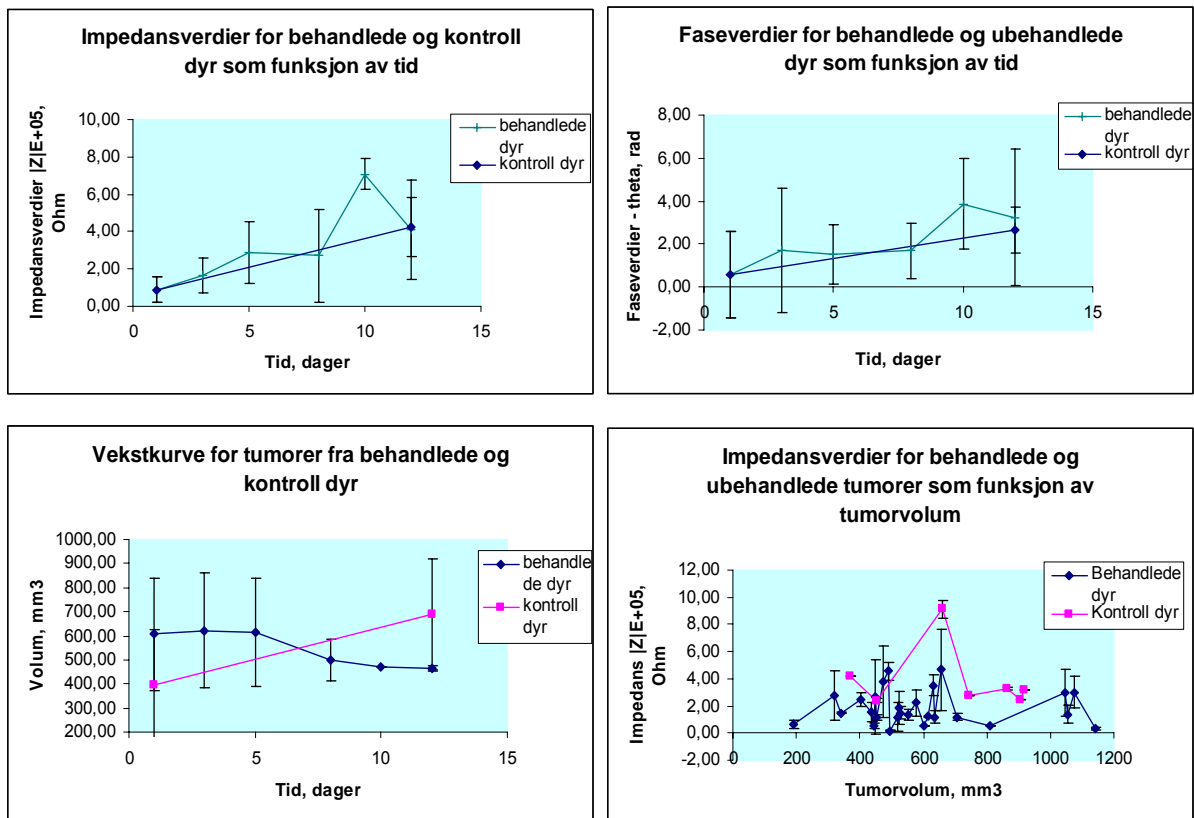 Impedansverdier for behandlede og kontroll
dyr som funksjon av tid
10,00
8,00
6,00
4,00
2,00
0,00
Impedansverdier |Z|E+05,
Ohm
0
5
10
15
Tid, dager
behandlede
dyr
kontroll dyr
Faseverdier for behandlede og ubehandlede
dyr som funksjon av tid
8,00
6,00
4,00
2,00
0,00
-2,00
Faseverdier - theta, rad
0
5
10
15
Tid, dager
behandlede
dyr
kontroll dyr
Vekstkurve for tumorer fra behandlede og
kontroll dyr
1000,00
900,00
800,00
700,00
600,00
500,00
400,00
300,00
200,00
Volum, mm3
0
5
10
15
Tid, dager
behandle
de dyr
kontroll
dyr
Impedansverdier for behandlede og
ubehandlede tumorer som funksjon av
tumorvolum
12,00
10,00
8,00
6,00
4,00
2,00
0,00
-2,00
Impedans |Z|E+05,
Ohm
0
200
400
600
800
1000
1200
Tumorvolum, mm3
Behandlede
dyr
Kontroll dyr